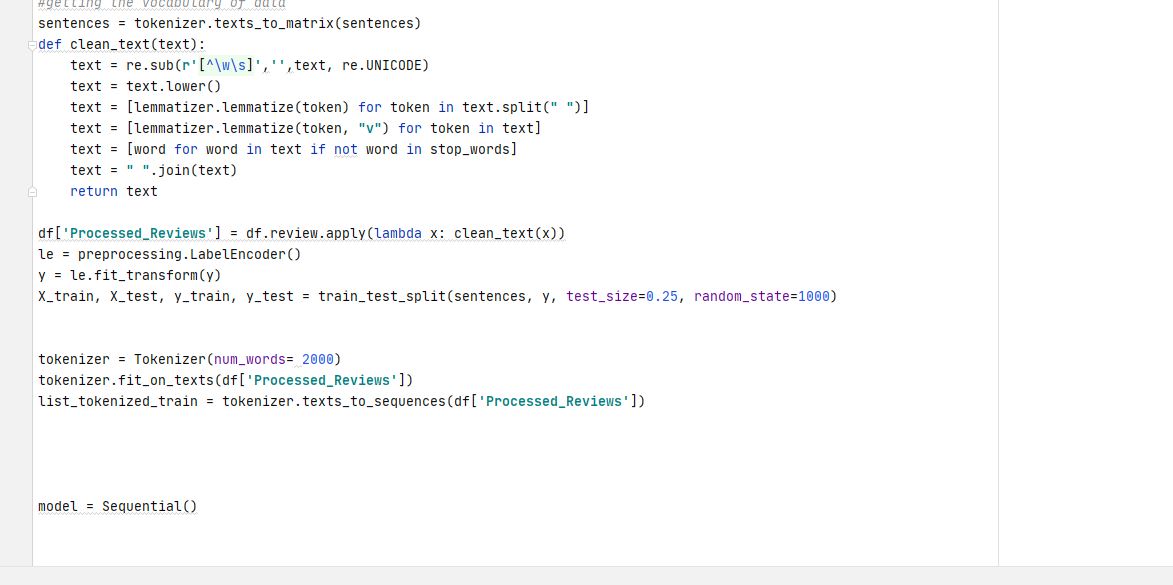 #getting the vocabulary of data
sentences = tokenizer.texts_to_matrix(sentences)
def clean_text(text):
    text = re.sub(r'[^\w\s]','',text, re.UNICODE)
    text = text.lower()
    text = [lemmatizer.lemmatize(token) for token in text.split(" ")]
    text = [lemmatizer.lemmatize(token, "v") for token in text]
    text = [word for word in text if not word in stop_words]
    text = " ".join(text)
    return text
df['Processed_Reviews'] = df.review.apply(lambda x: clean_text(x))
le = preprocessing.LabelEncoder()
y = le.fit_transform(y)
X_train, X_test, y_train, y_test = train_test_split(sentences, y, test_size=0.25, random_state=1000)
tokenizer = Tokenizer(num_words= 2000)
tokenizer.fit_on_texts(df['Processed_Reviews'])
list_tokenized_train = tokenizer.texts_to_sequences(df['Processed_Reviews'])
model = Sequential()